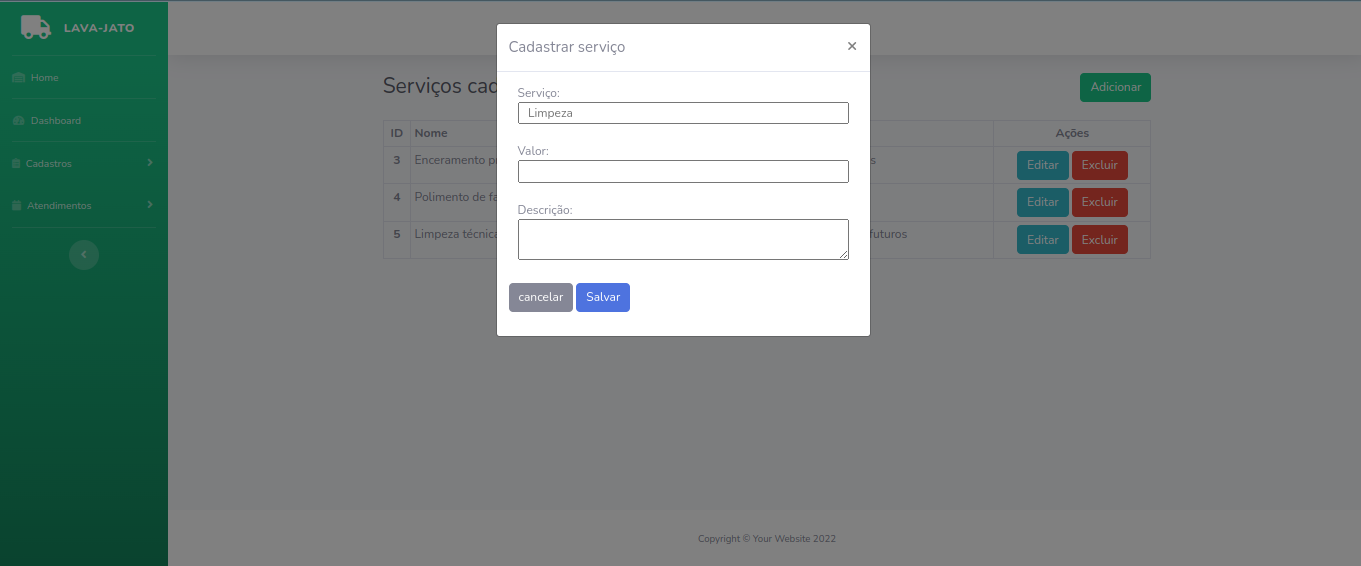 LAVA-JATO
Home
Dashboard
Cadastros
Atendimentos
Cadastrar serviço ×
Serviço:
Limpeza
Valor:
Descrição:
cancelar Salvar
Serviços cad
Adicionar
ID Nome Ações
3 Enceramento s Editar Excluir
4 Polimento de fa Editar Excluir
5 Limpeza técnica futuros Editar Excluir
Copyright © Your Website 2022